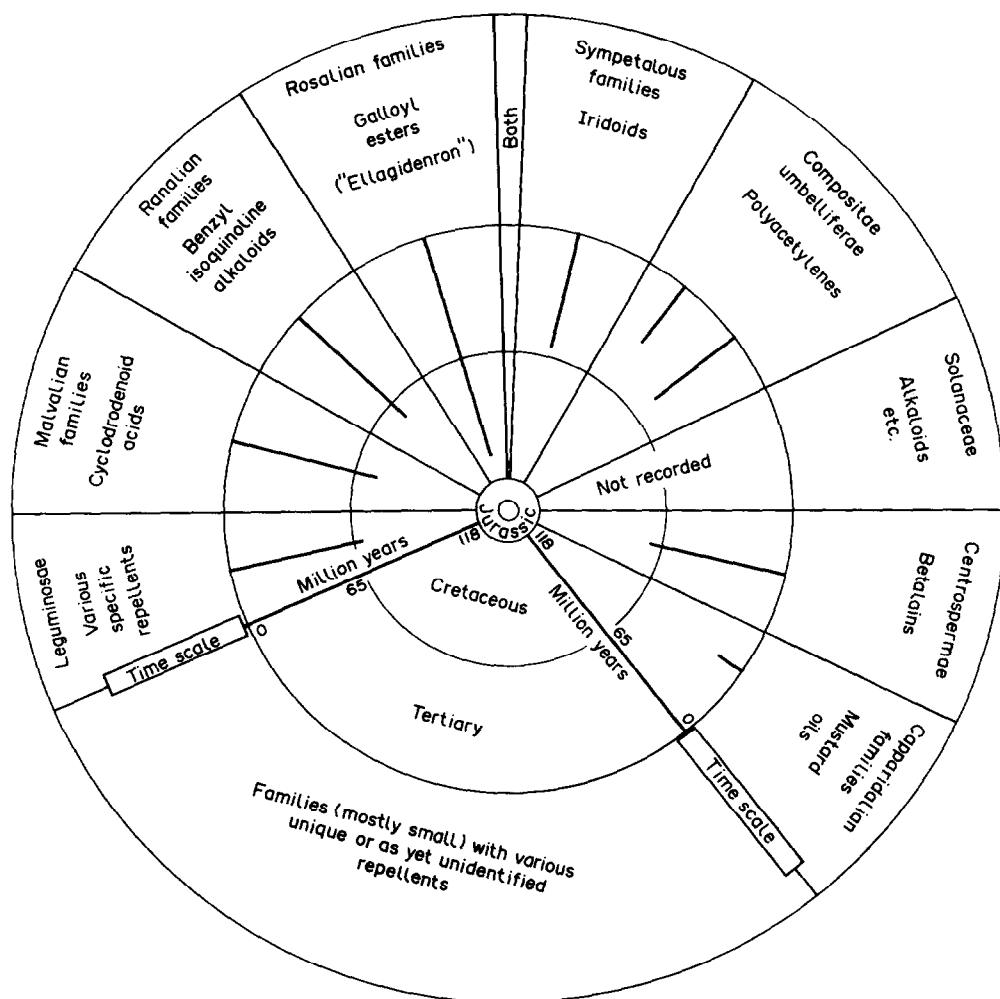 Rosalian families
Galloyl
esters
("Ellagidenron")
Both
Sympetalous
families
Iridoids
Compositae
umbelliferae
Polyacetylenes
Solanaceae
Alkaloids
etc.
Not recorded
Centrospermae
Betalains
Capparidalian
families
Mustard
oils
Ranalian
families
Benzyl
isoquinoline
alkaloids
Malvalian
families
Cyclodrodenoid
acids
Leguminosae
Various
specific
repellents
Jurassic
118
Million years
65
0
Time scale
118
Million years
65
0
Time scale
Cretaceous
Tertiary
Families (mostly small) with various
unique or as yet unidentified
repellents